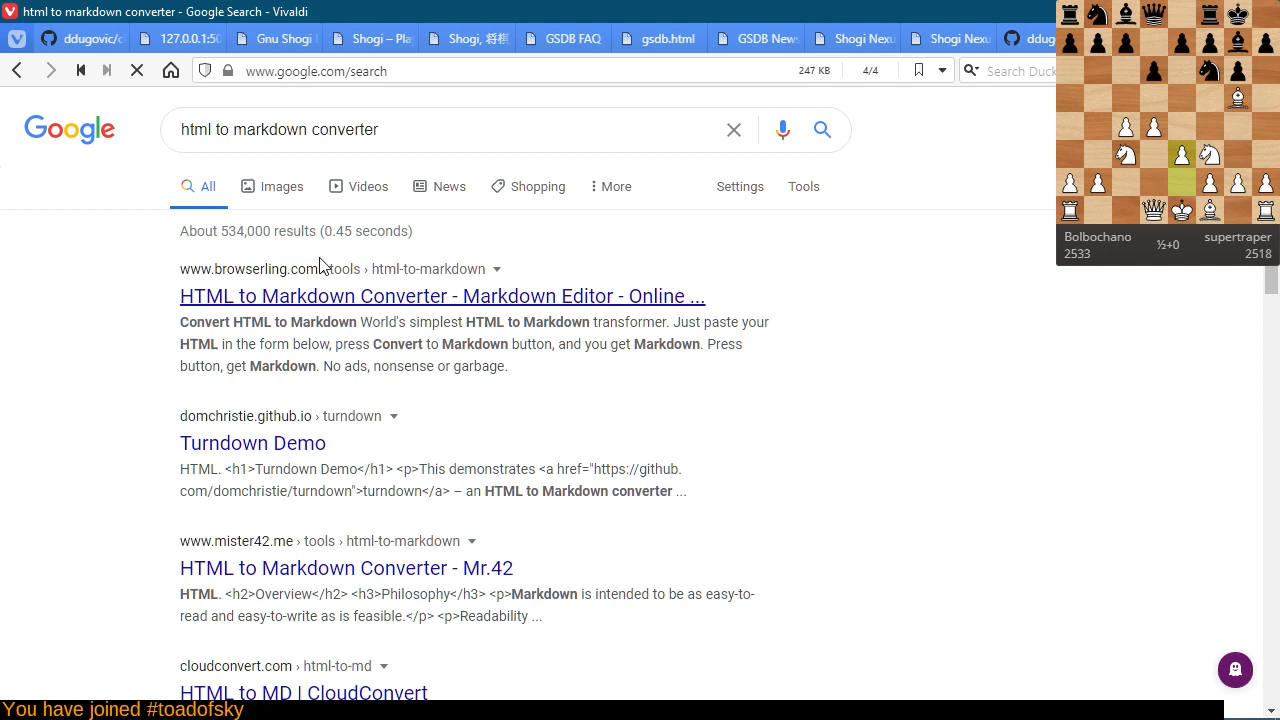 html to markdown converter - Google Search - Vivaldi
ddugovic/c
127.0.0.1:50
Gnu Shogi
Shogi – Pla
Shogi, 将棋
GSDB FAQ
gsdb.html
GSDB News
Shogi Nexu
Shogi Nexu
ddug
www.google.com/search
247 KB
4/4
Search Duck
Google
html to markdown converter
All
Images
Videos
News
Shopping
More
Settings
Tools
About 534,000 results (0.45 seconds)
www.browserling.com › tools › html-to-markdown
HTML to Markdown Converter - Markdown Editor - Online ...
Convert HTML to Markdown World's simplest HTML to Markdown transformer. Just paste your
HTML in the form below, press Convert to Markdown button, and you get Markdown. Press
button, get Markdown. No ads, nonsense or garbage.
domchristie.github.io › turndown
Turndown Demo
HTML. <h1>Turndown Demo</h1> <p>This demonstrates <a href="https://github.
com/domchristie/turndown">turndown</a> – an HTML to Markdown converter ...
www.mister42.me › tools › html-to-markdown
HTML to Markdown Converter - Mr.42
HTML. <h2>Overview</h2> <h3>Philosophy</h3> <p>Markdown is intended to be as easy-to-
read and easy-to-write as is feasible.</p> <p>Readability ...
cloudconvert.com › html-to-md
HTML to MD | CloudConvert
Bolbochano
2533
½+0
supertraper
2518
You have joined #toadofsky